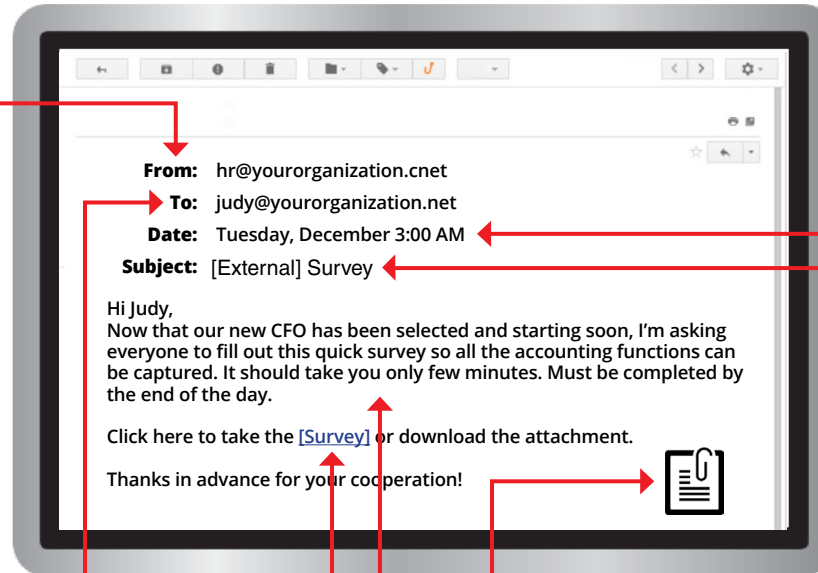 From: hr@yourorganization.cnet
To: judy@yourorganization.net
Date: Tuesday, December 3:00 AM
Subject: [External] Survey
Hi Judy,
Now that our new CFO has been selected and starting soon, I'm asking
everyone to fill out this quick survey so all the accounting functions can
be captured. It should take you only few minutes. Must be completed by
the end of the day.
Click here to take the [Survey] or download the attachment.
Thanks in advance for your cooperation!